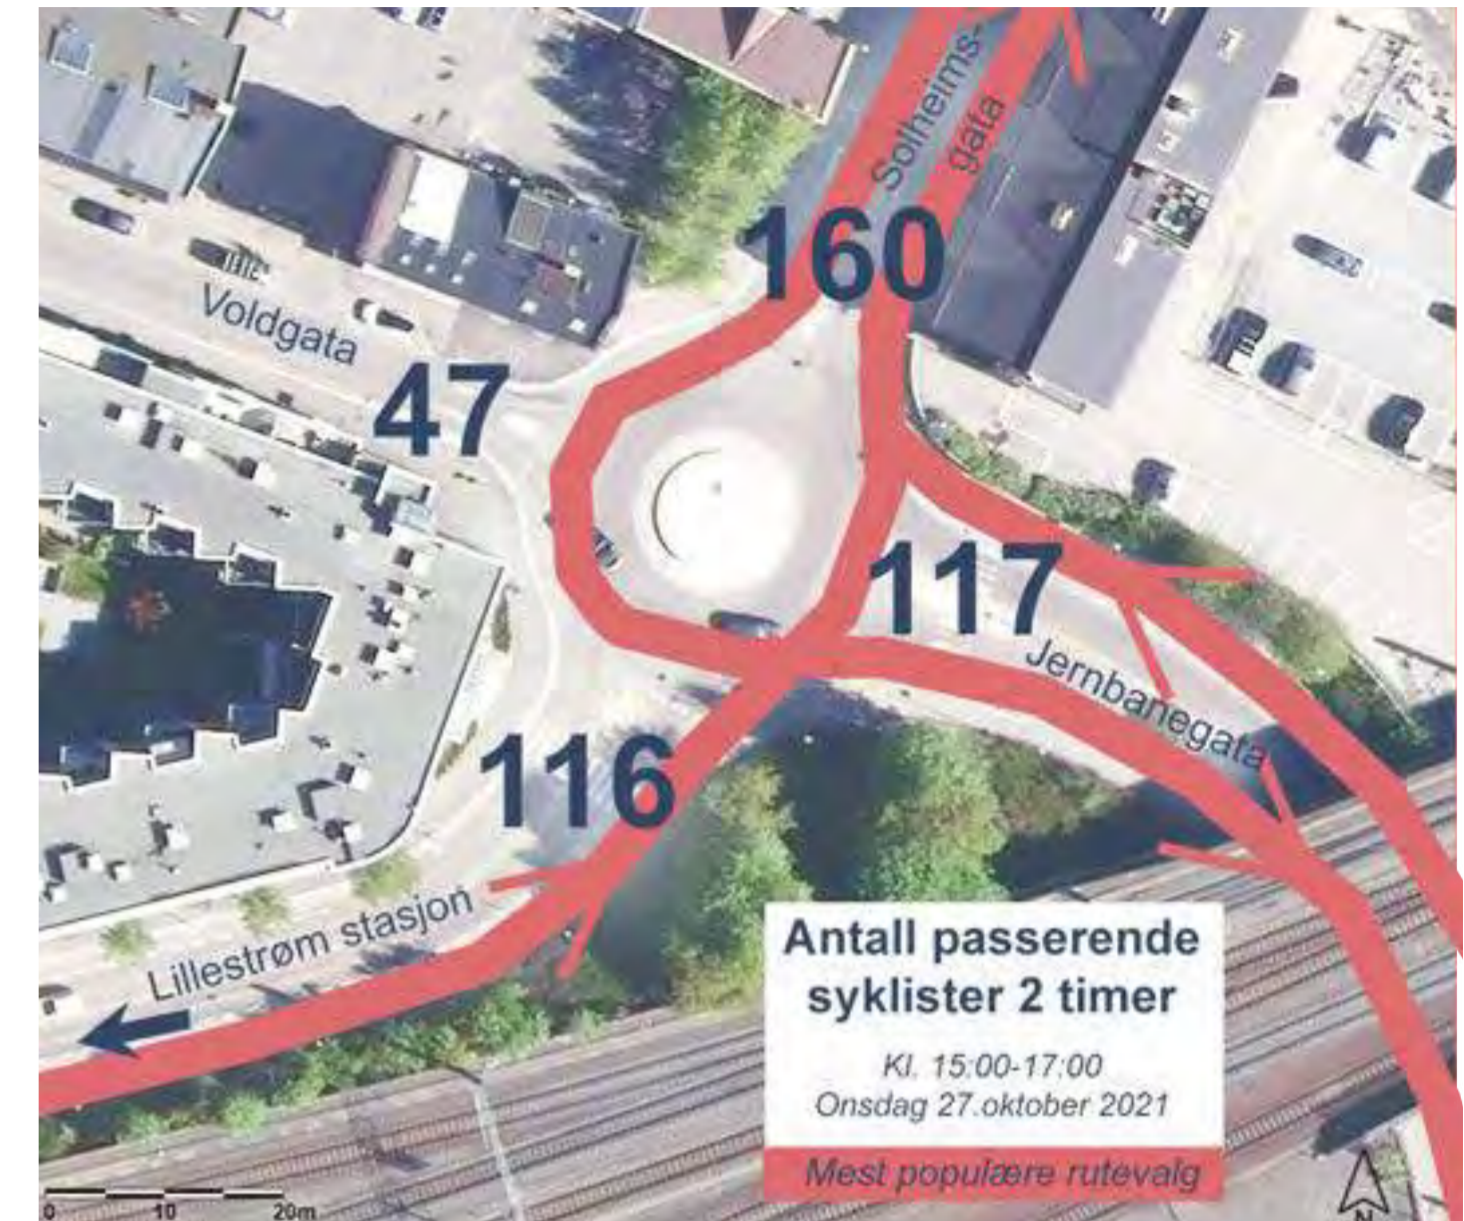 Solheims-
gata
160
Voldgata
47
117
Jernbanegata
116
Lillestrøm stasjon
Antall passerende
syklister 2 timer
Kl. 15:00-17:00
Onsdag 27.oktober 2021
Mest populære rutevalg
0 10 20m
N